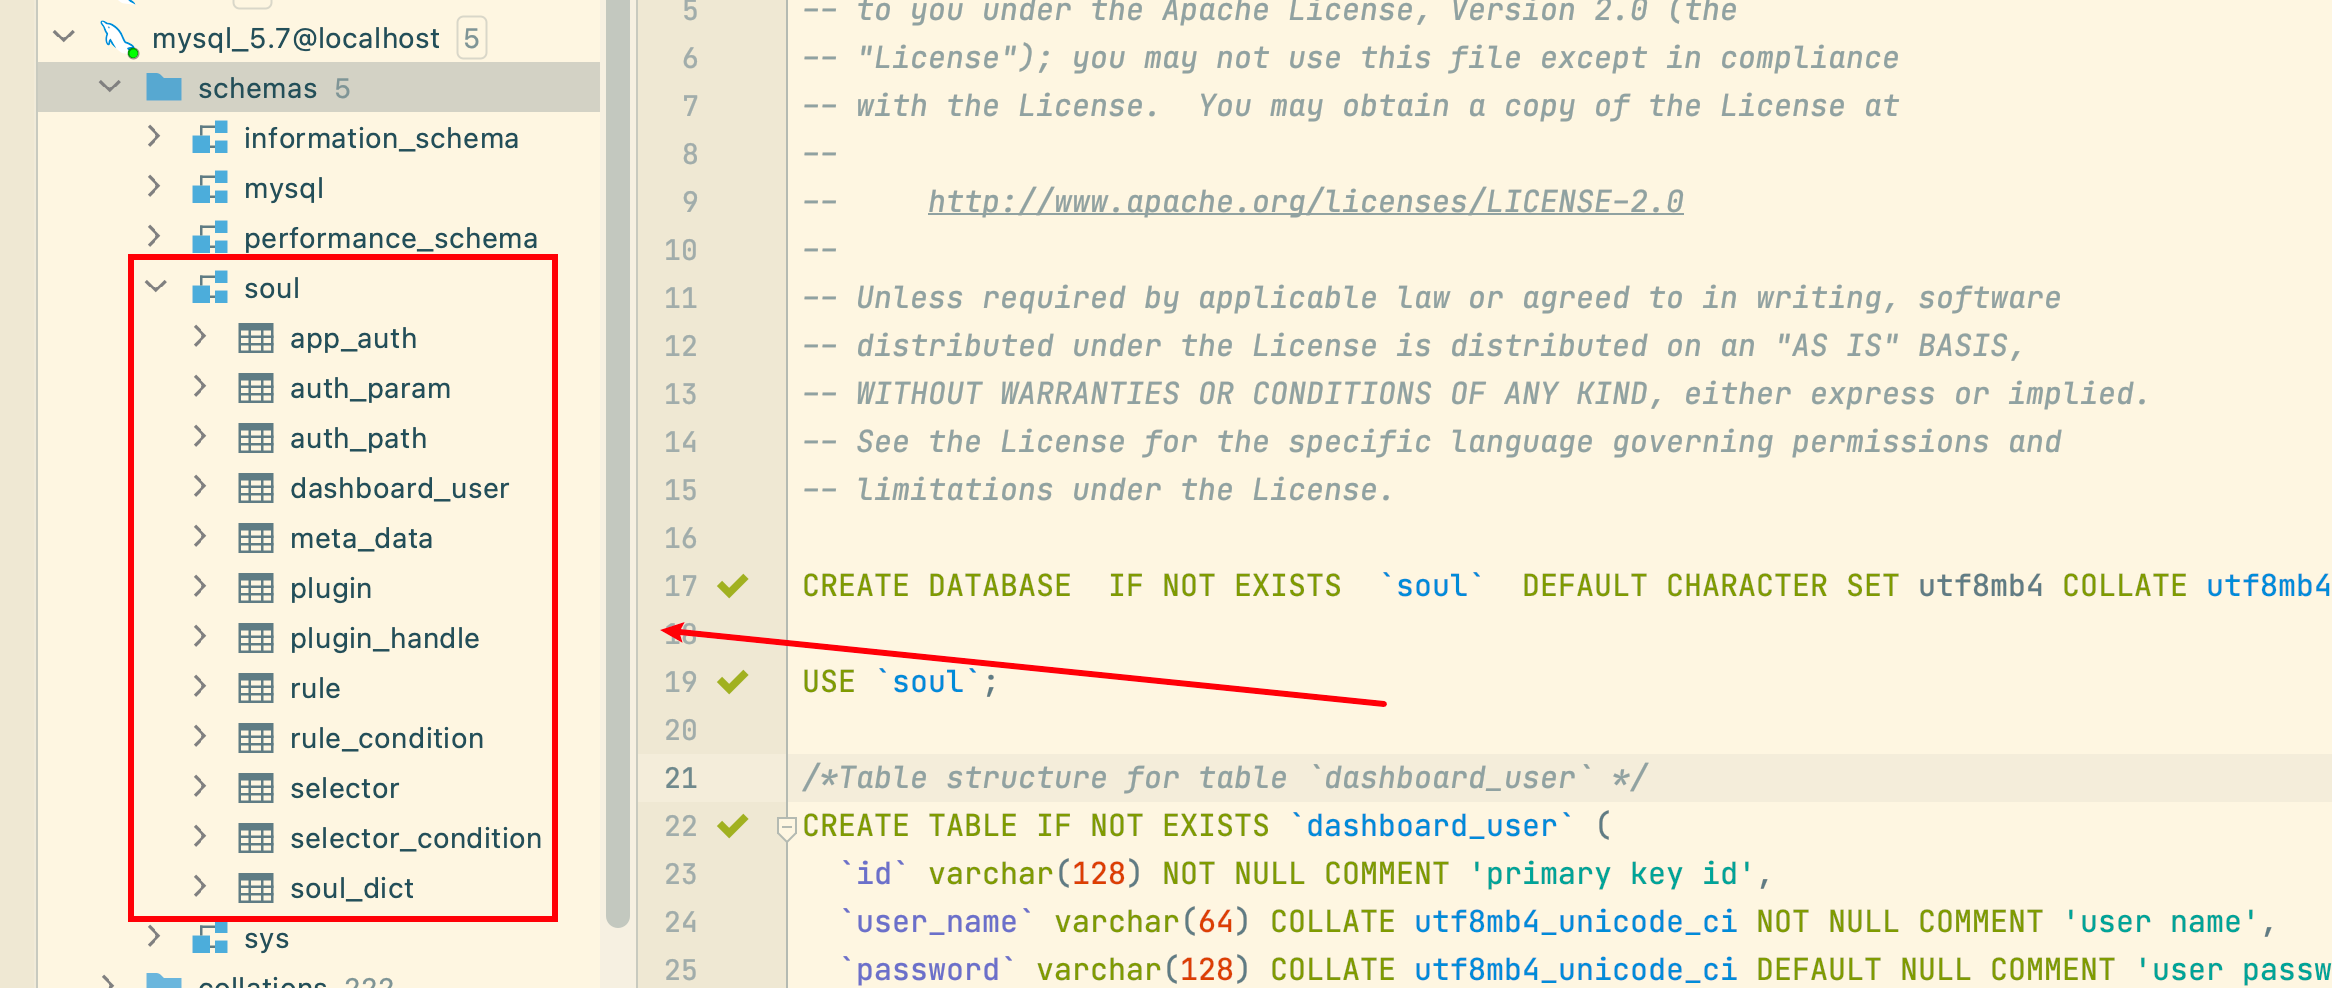 mysql_5.7@localhost 5
schemas 5
information_schema
mysql
performance_schema
soul
app_auth
auth_param
auth_path
dashboard_user
meta_data
plugin
plugin_handle
rule
rule_condition
selector
selector_condition
soul_dict
sys
collations 222
5 -- to you under the Apache License, Version 2.0 (the
6 -- "License"); you may not use this file except in compliance
7 -- with the License.  You may obtain a copy of the License at
8 --
9 --     http://www.apache.org/licenses/LICENSE-2.0
10 --
11 -- Unless required by applicable law or agreed to in writing, software
12 -- distributed under the License is distributed on an "AS IS" BASIS,
13 -- WITHOUT WARRANTIES OR CONDITIONS OF ANY KIND, either express or implied.
14 -- See the License for the specific language governing permissions and
15 -- limitations under the License.
16
17 CREATE DATABASE  IF NOT EXISTS  `soul`  DEFAULT CHARACTER SET utf8mb4 COLLATE utf8mb4
18
19 USE `soul`;
20
21 /*Table structure for table `dashboard_user` */
22 CREATE TABLE IF NOT EXISTS `dashboard_user` (
23   `id` varchar(128) NOT NULL COMMENT 'primary key id',
24   `user_name` varchar(64) COLLATE utf8mb4_unicode_ci NOT NULL COMMENT 'user name',
25   `password` varchar(128) COLLATE utf8mb4_unicode_ci DEFAULT NULL COMMENT 'user passw